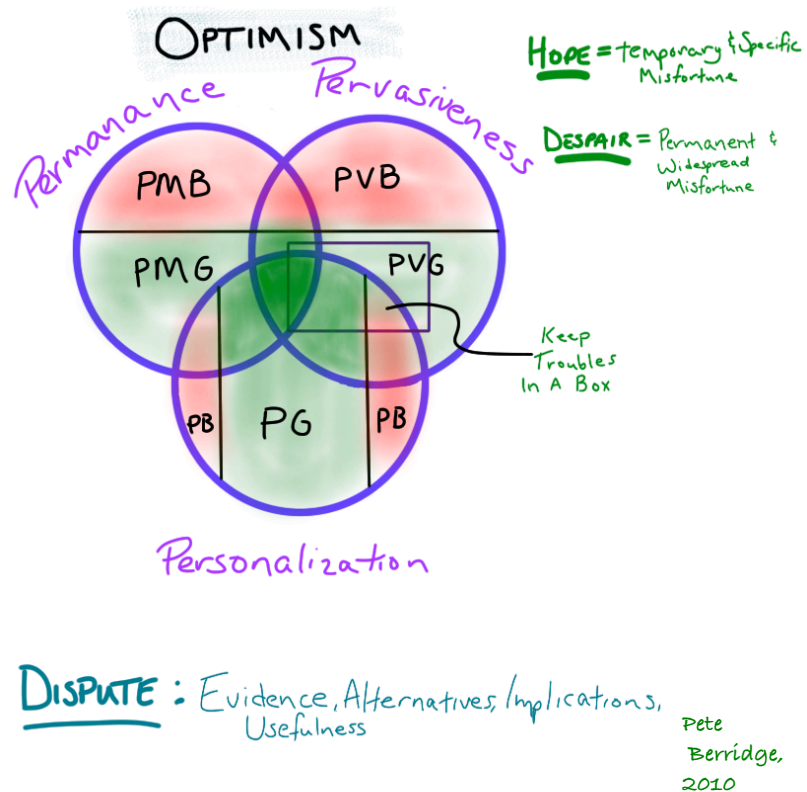 OPTIMISM
HOPE = temporary & Specific
Misfortune
DESPAIR = Permanent &
Widespread
Misfortune
Permanance
Pervasiveness
PMB
PVB
PMG
PVG
Keep
Troubles
In A Box
PB
PG
PB
Personalization
DISPUTE: Evidence, Alternatives, Implications,
Usefulness
Pete
Berridge,
2010